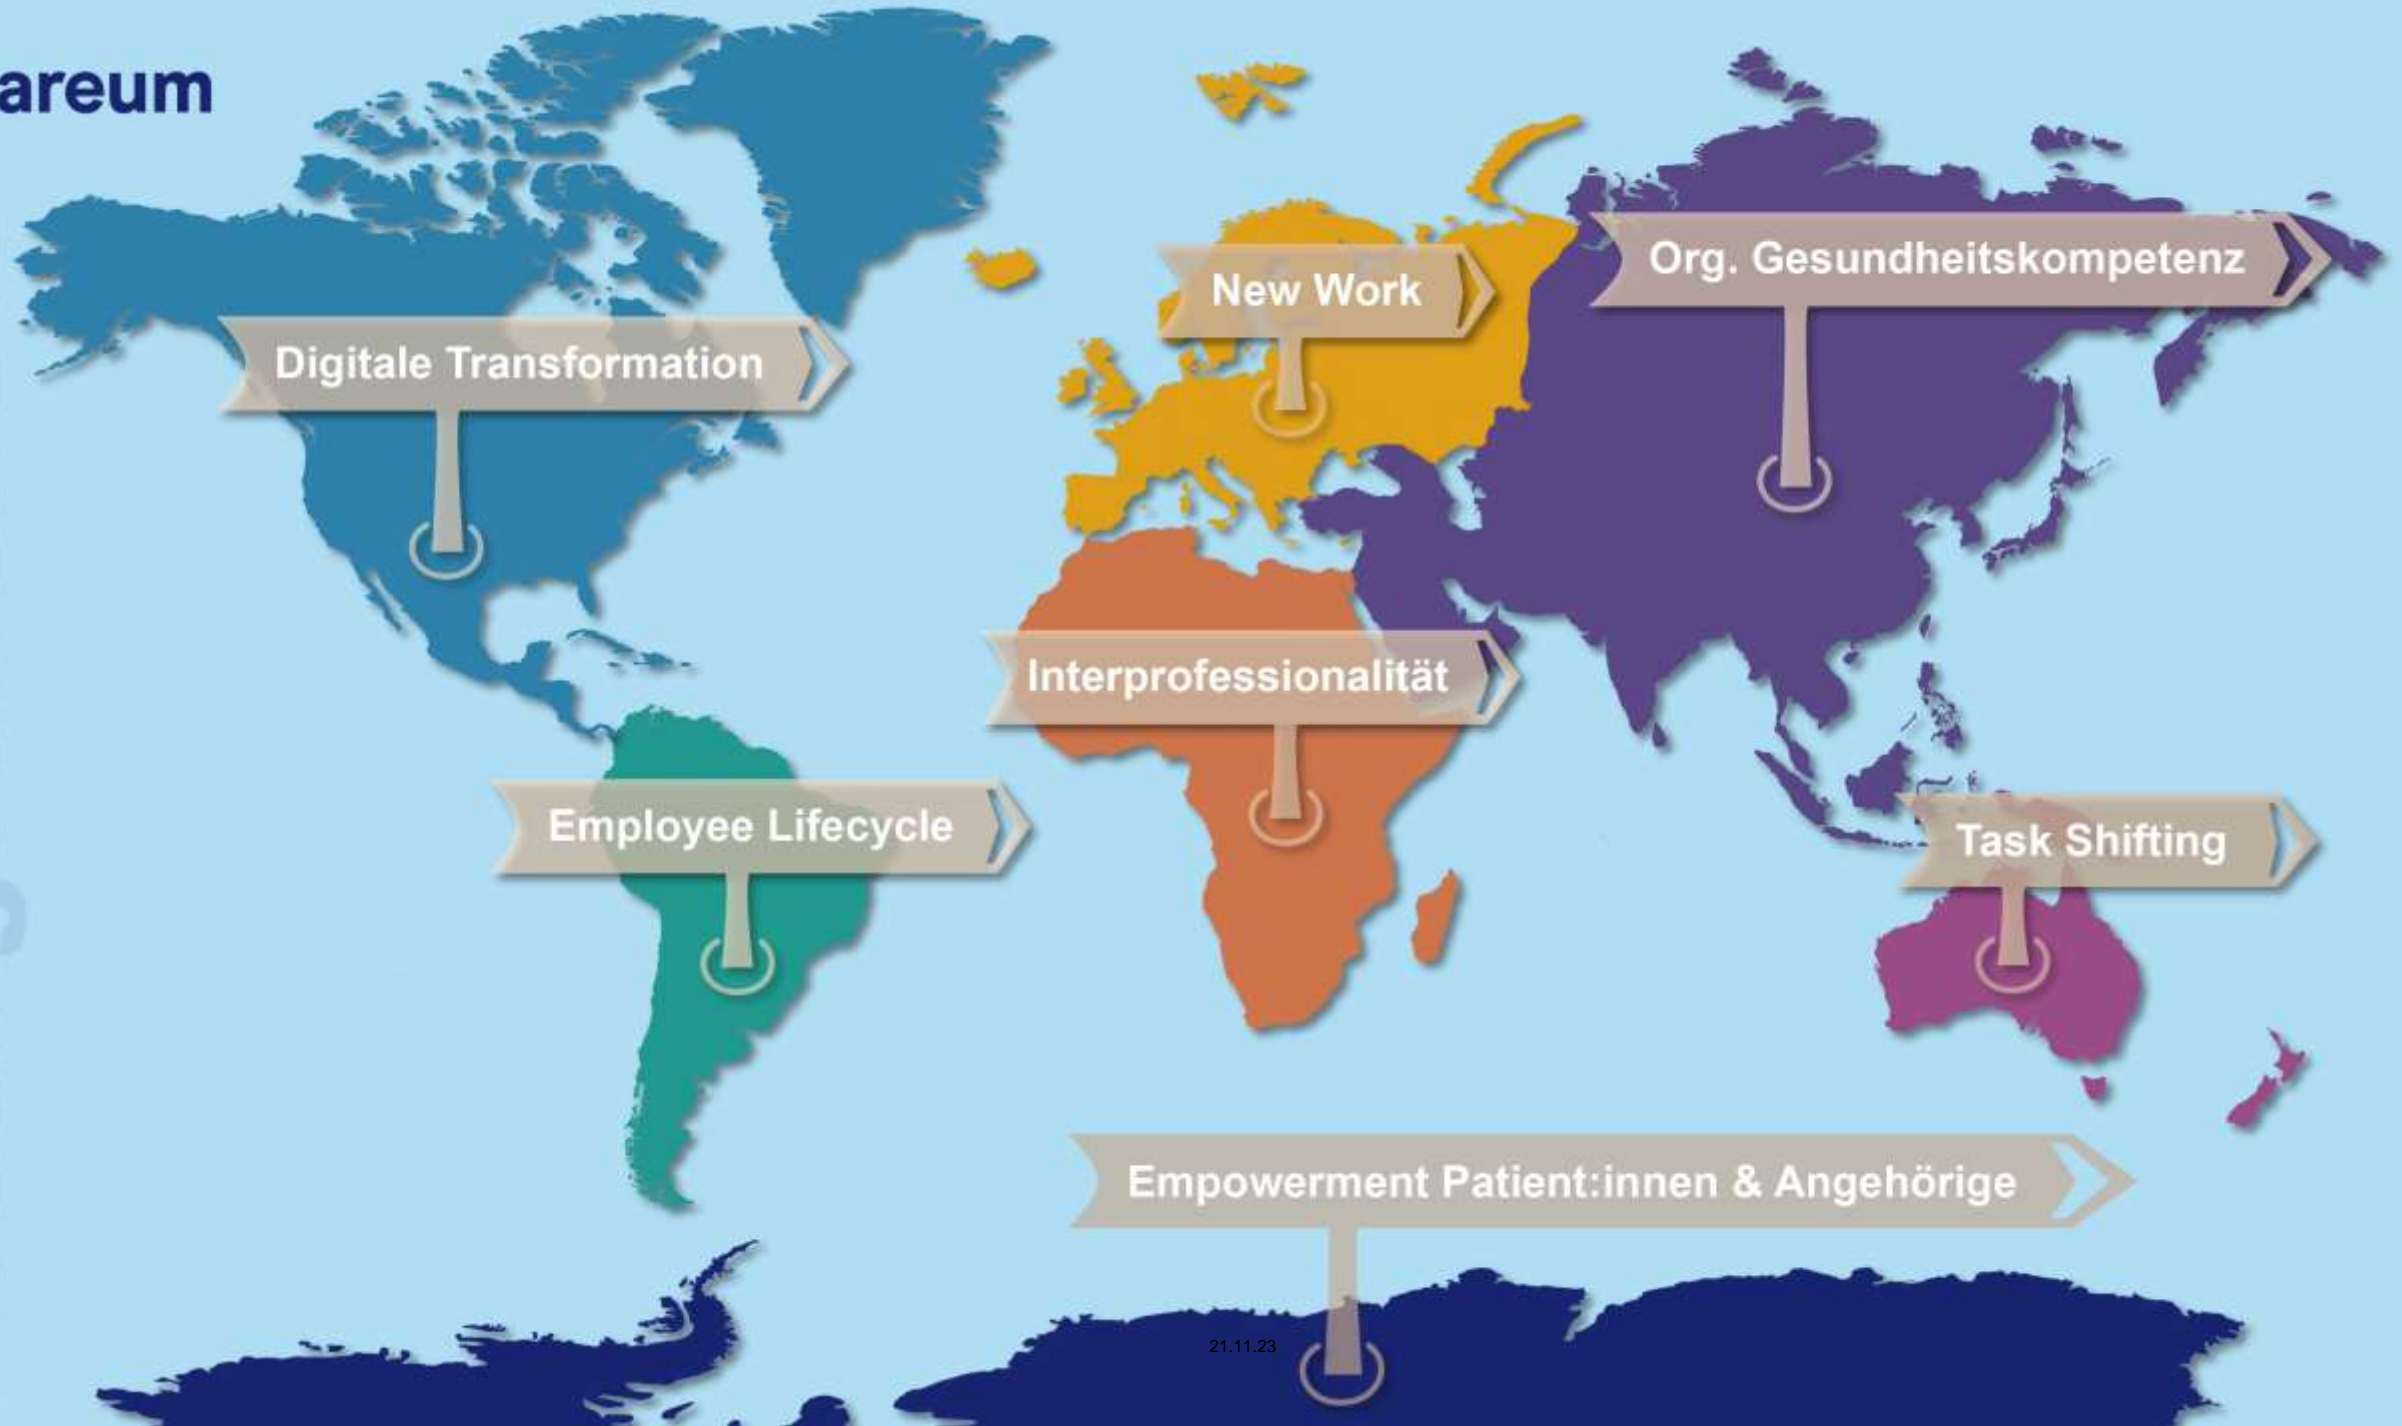 areum
New Work
Org. Gesundheitskompetenz
Digitale Transformation
Interprofessionalität
Employee Lifecycle
Task Shifting
Empowerment Patient:innen & Angehörige
21.11.23